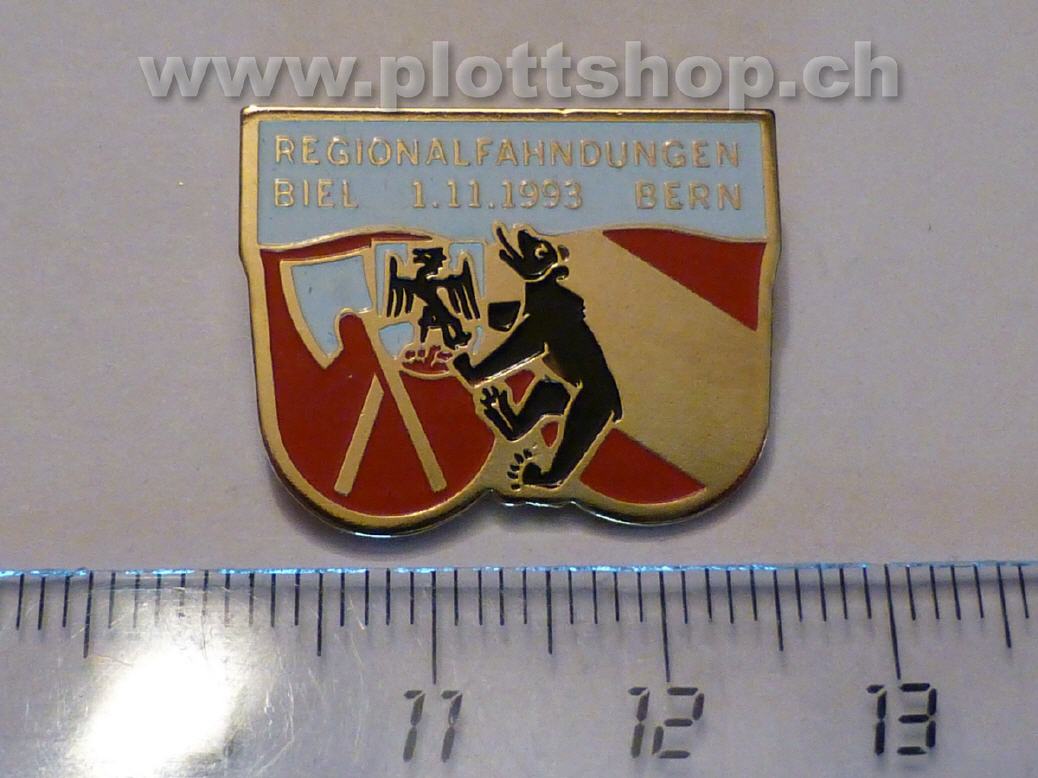 www.plottshop.ch
REGIONALFAHNDUNGEN
BIEL 1.11.1993 BERN
11 12 13